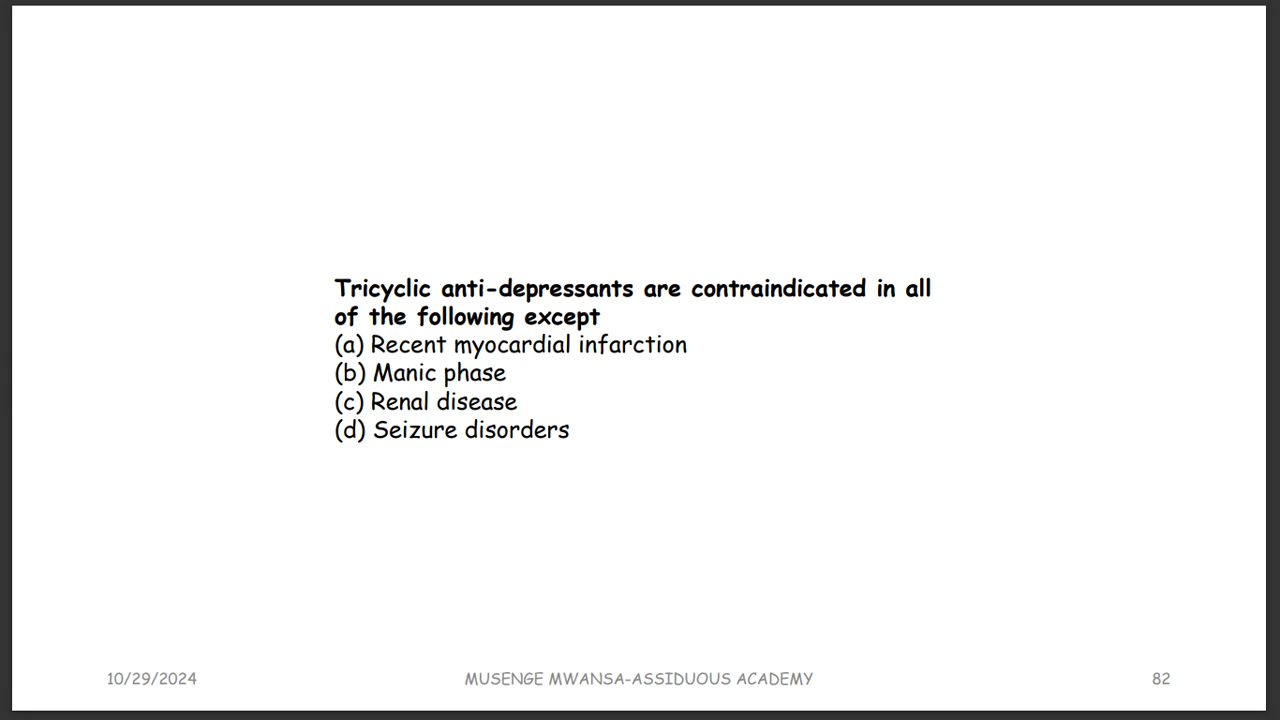 Tricyclic anti-depressants are contraindicated in all
of the following except
(a) Recent myocardial infarction
(b) Manic phase
(c) Renal disease
(d) Seizure disorders
10/29/2024
MUSENGE MWANSA-ASSIDUOUS ACADEMY
82